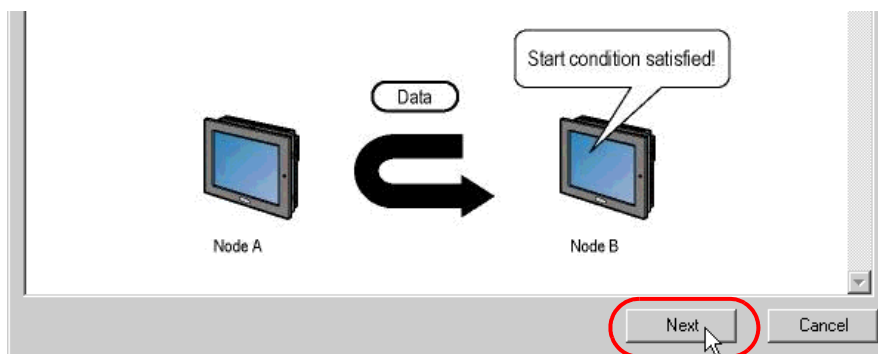 Start condition satisfied!
Data
Node A
Node B
Next
Cancel